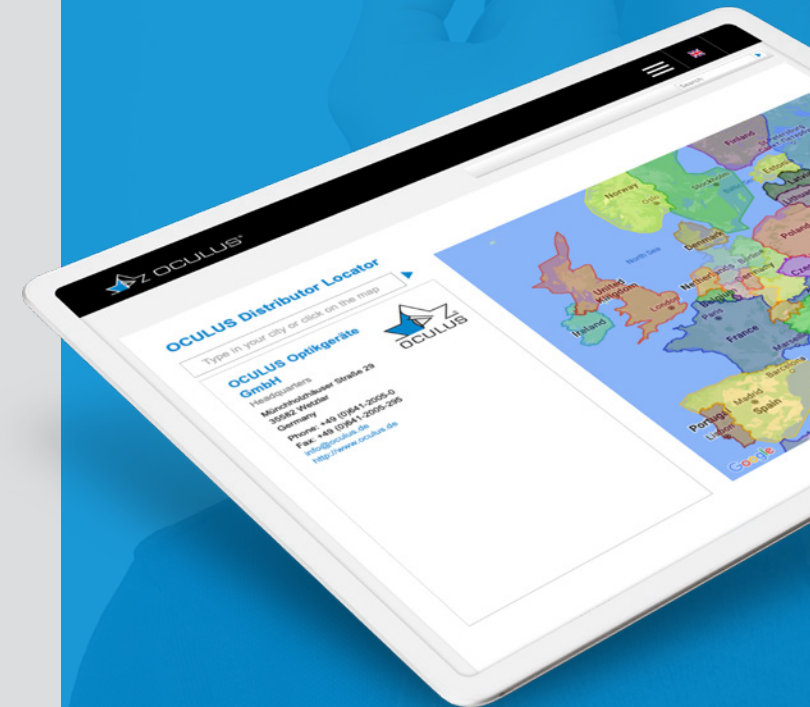 OCULUS®
Search
OCULUS Distributor Locator
Type in your city or click on the map
OCULUS Optikgeräte
GmbH
Headquarters
Münchholzhäuser Straße 29
35582 Wetzlar
Germany
Phone: +49 (0)641-2005-0
Fax: +49 (0)641-2005-295
info@oculus.de
http://www.oculus.de
OCULUS
Finland
Norway
Oslo
Stockholm
Estonia
North Sea
Denmark
United
Kingdom
Ireland
London
Netherlands
Berlin
Germany
Poland
Belgium
Paris
France
Barcelona
Madrid
Spain
Portugal
Lisbon
Google